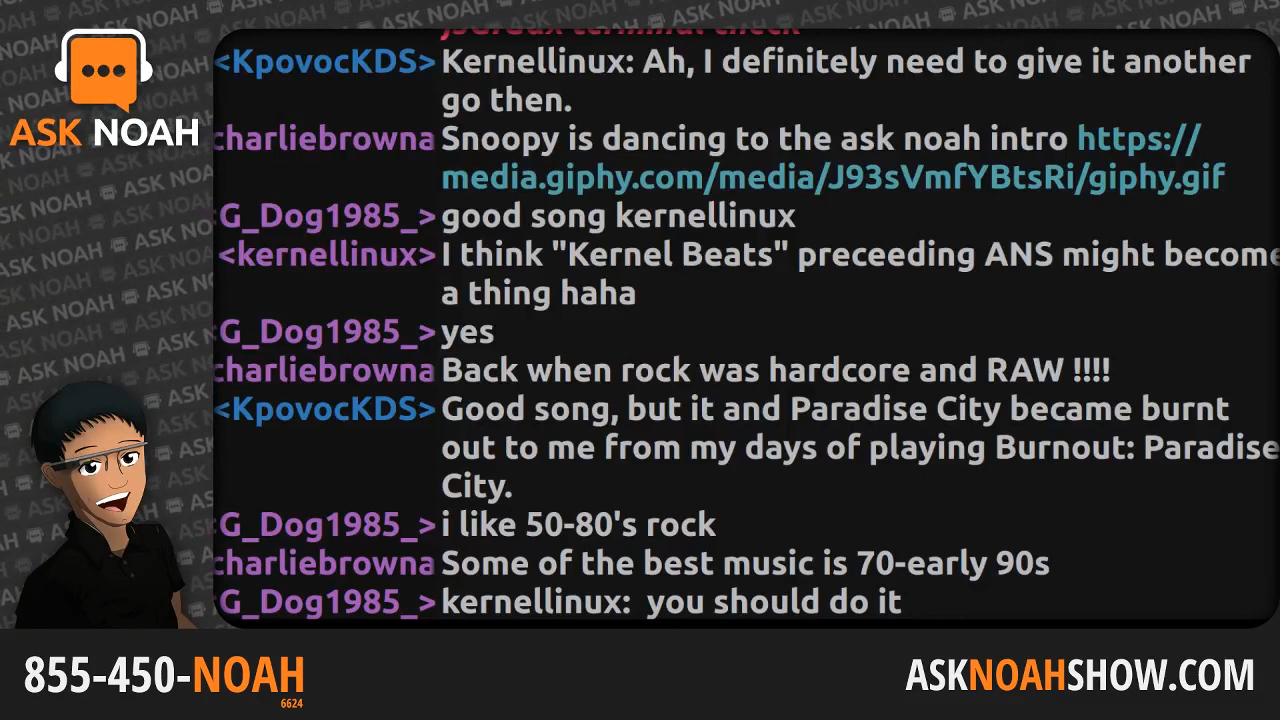 ASK NOAH
<KpovocKDS> Kernellinux: Ah, I definitely need to give it another
go then.
charliebrowna Snoopy is dancing to the ask noah intro https://
media.giphy.com/media/J93sVmfYBtsRi/giphy.gif
G_Dog1985_> good song kernellinux
<kernellinux> I think "Kernel Beats" preceeding ANS might become
a thing haha
G_Dog1985_> yes
charliebrowna Back when rock was hardcore and RAW !!!!
<KpovocKDS> Good song, but it and Paradise City became burnt
out to me from my days of playing Burnout: Paradise
City.
G_Dog1985_> i like 50-80's rock
charliebrowna Some of the best music is 70-early 90s
G_Dog1985_> kernellinux:  you should do it
855-450-NOAH
6624
ASKNOAHSHOW.COM